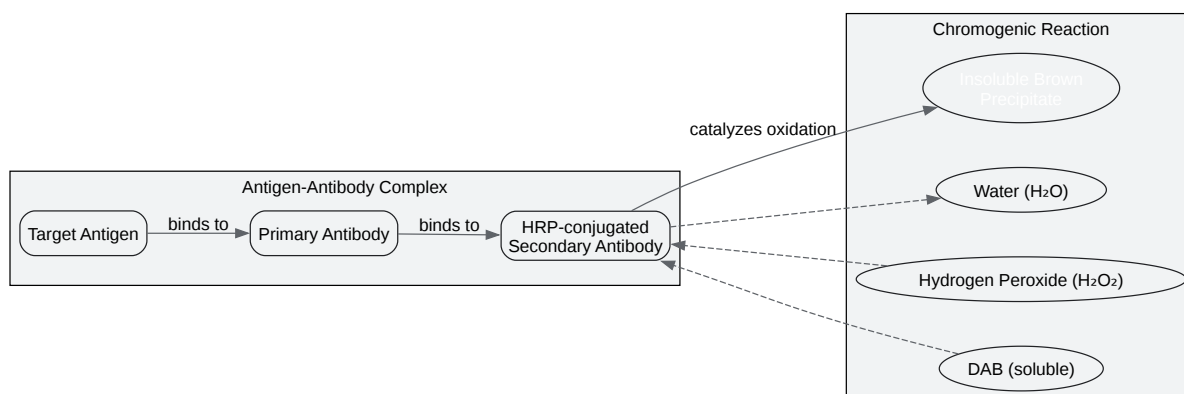 Chromogenic Reaction
Insoluble Brown
Precipitate
catalyzes oxidation
Antigen-Antibody Complex
Target Antigen
binds to
Primary Antibody
binds to
HRP-conjugated
Secondary Antibody
Water (H₂O)
Hydrogen Peroxide (H₂O₂)
DAB (soluble)